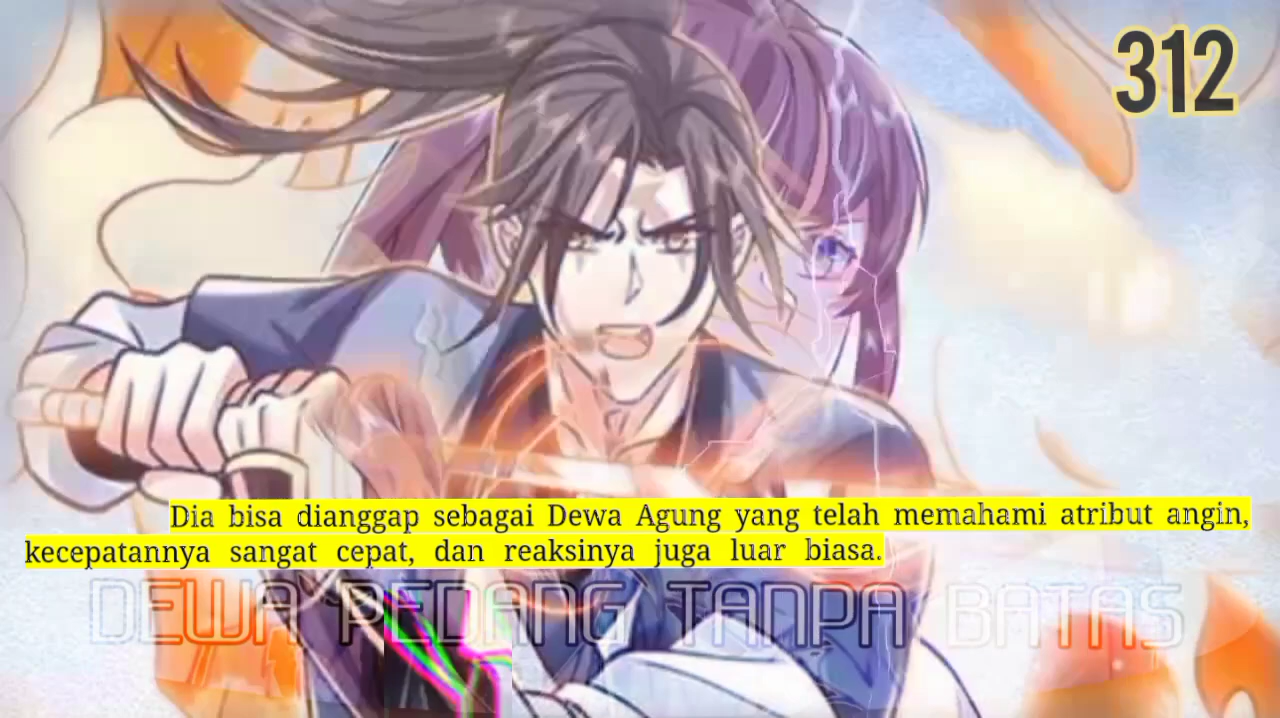 312
Dia bisa dianggap sebagai Dewa Agung yang telah memahami atribut angin,
kecepatannya sangat cepat, dan reaksinya juga luar biasa.
DEWA PEDANG TANPA BATAS